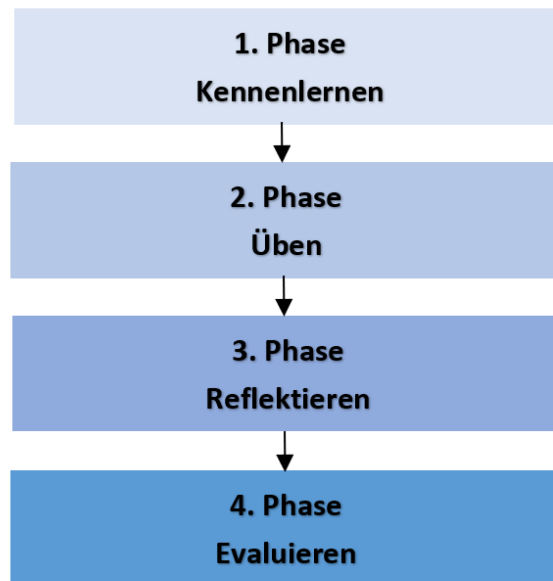 1. Phase
Kennenlernen
2. Phase
Üben
3. Phase
Reflektieren
4. Phase
Evaluieren